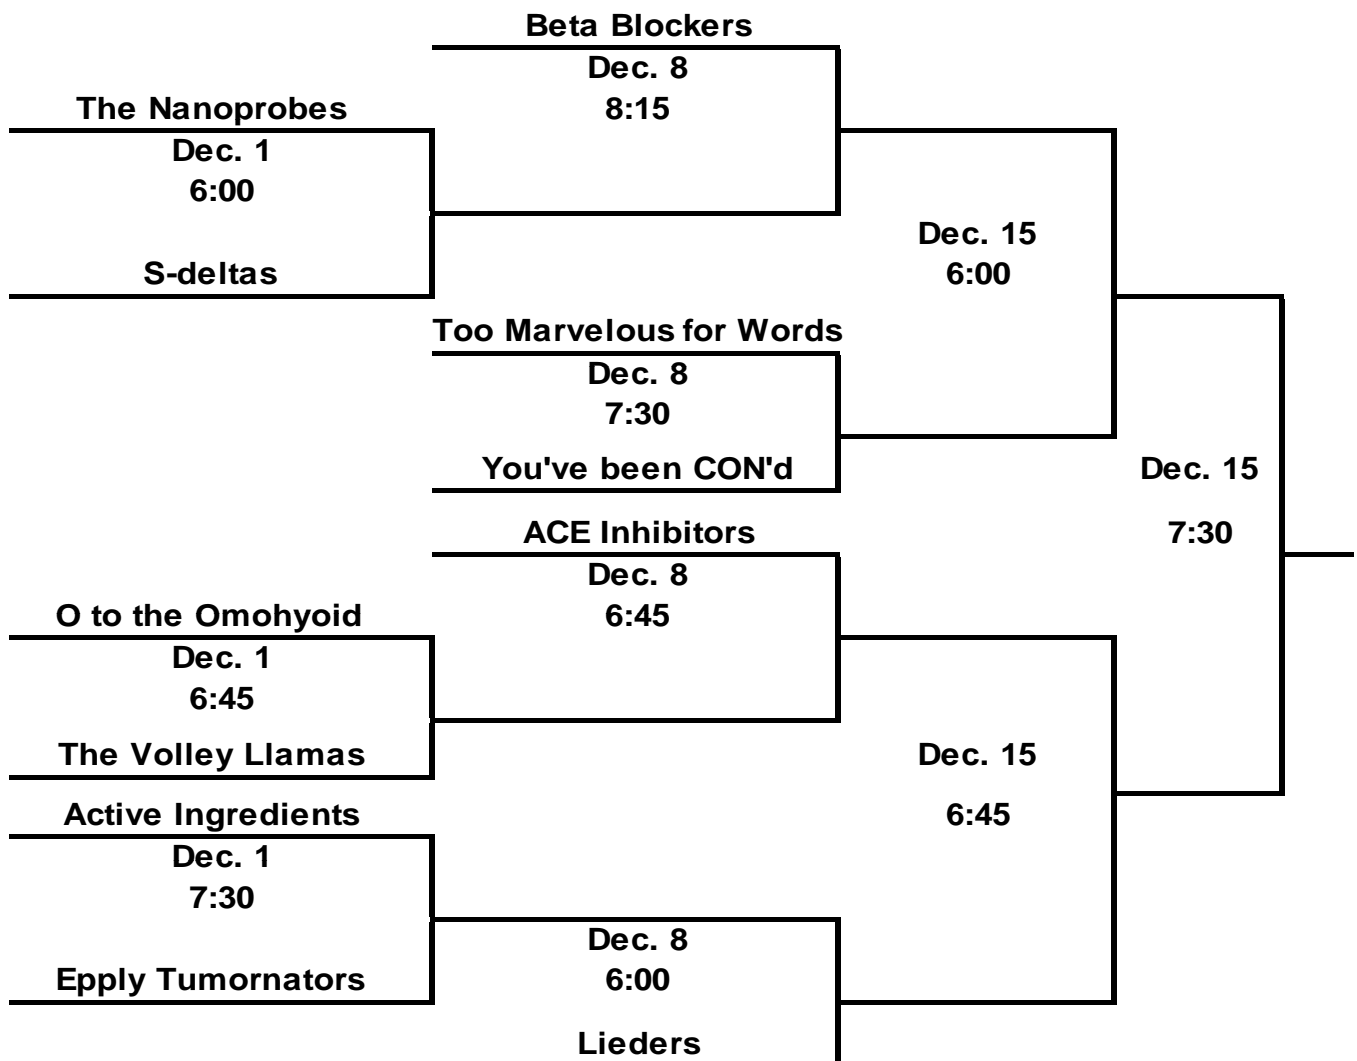 Beta Blockers
Dec. 8
8:15
The Nanoprobes
Dec. 1
6:00
S-deltas
Dec. 15
6:00
Too Marvelous for Words
Dec. 8
7:30
You've been CON'd
Dec. 15
7:30
ACE Inhibitors
Dec. 8
6:45
O to the Omohyoid
Dec. 1
6:45
The Volley Llamas
Dec. 15
6:45
Active Ingredients
Dec. 1
7:30
Epply Tumornators
Dec. 8
6:00
Lieders